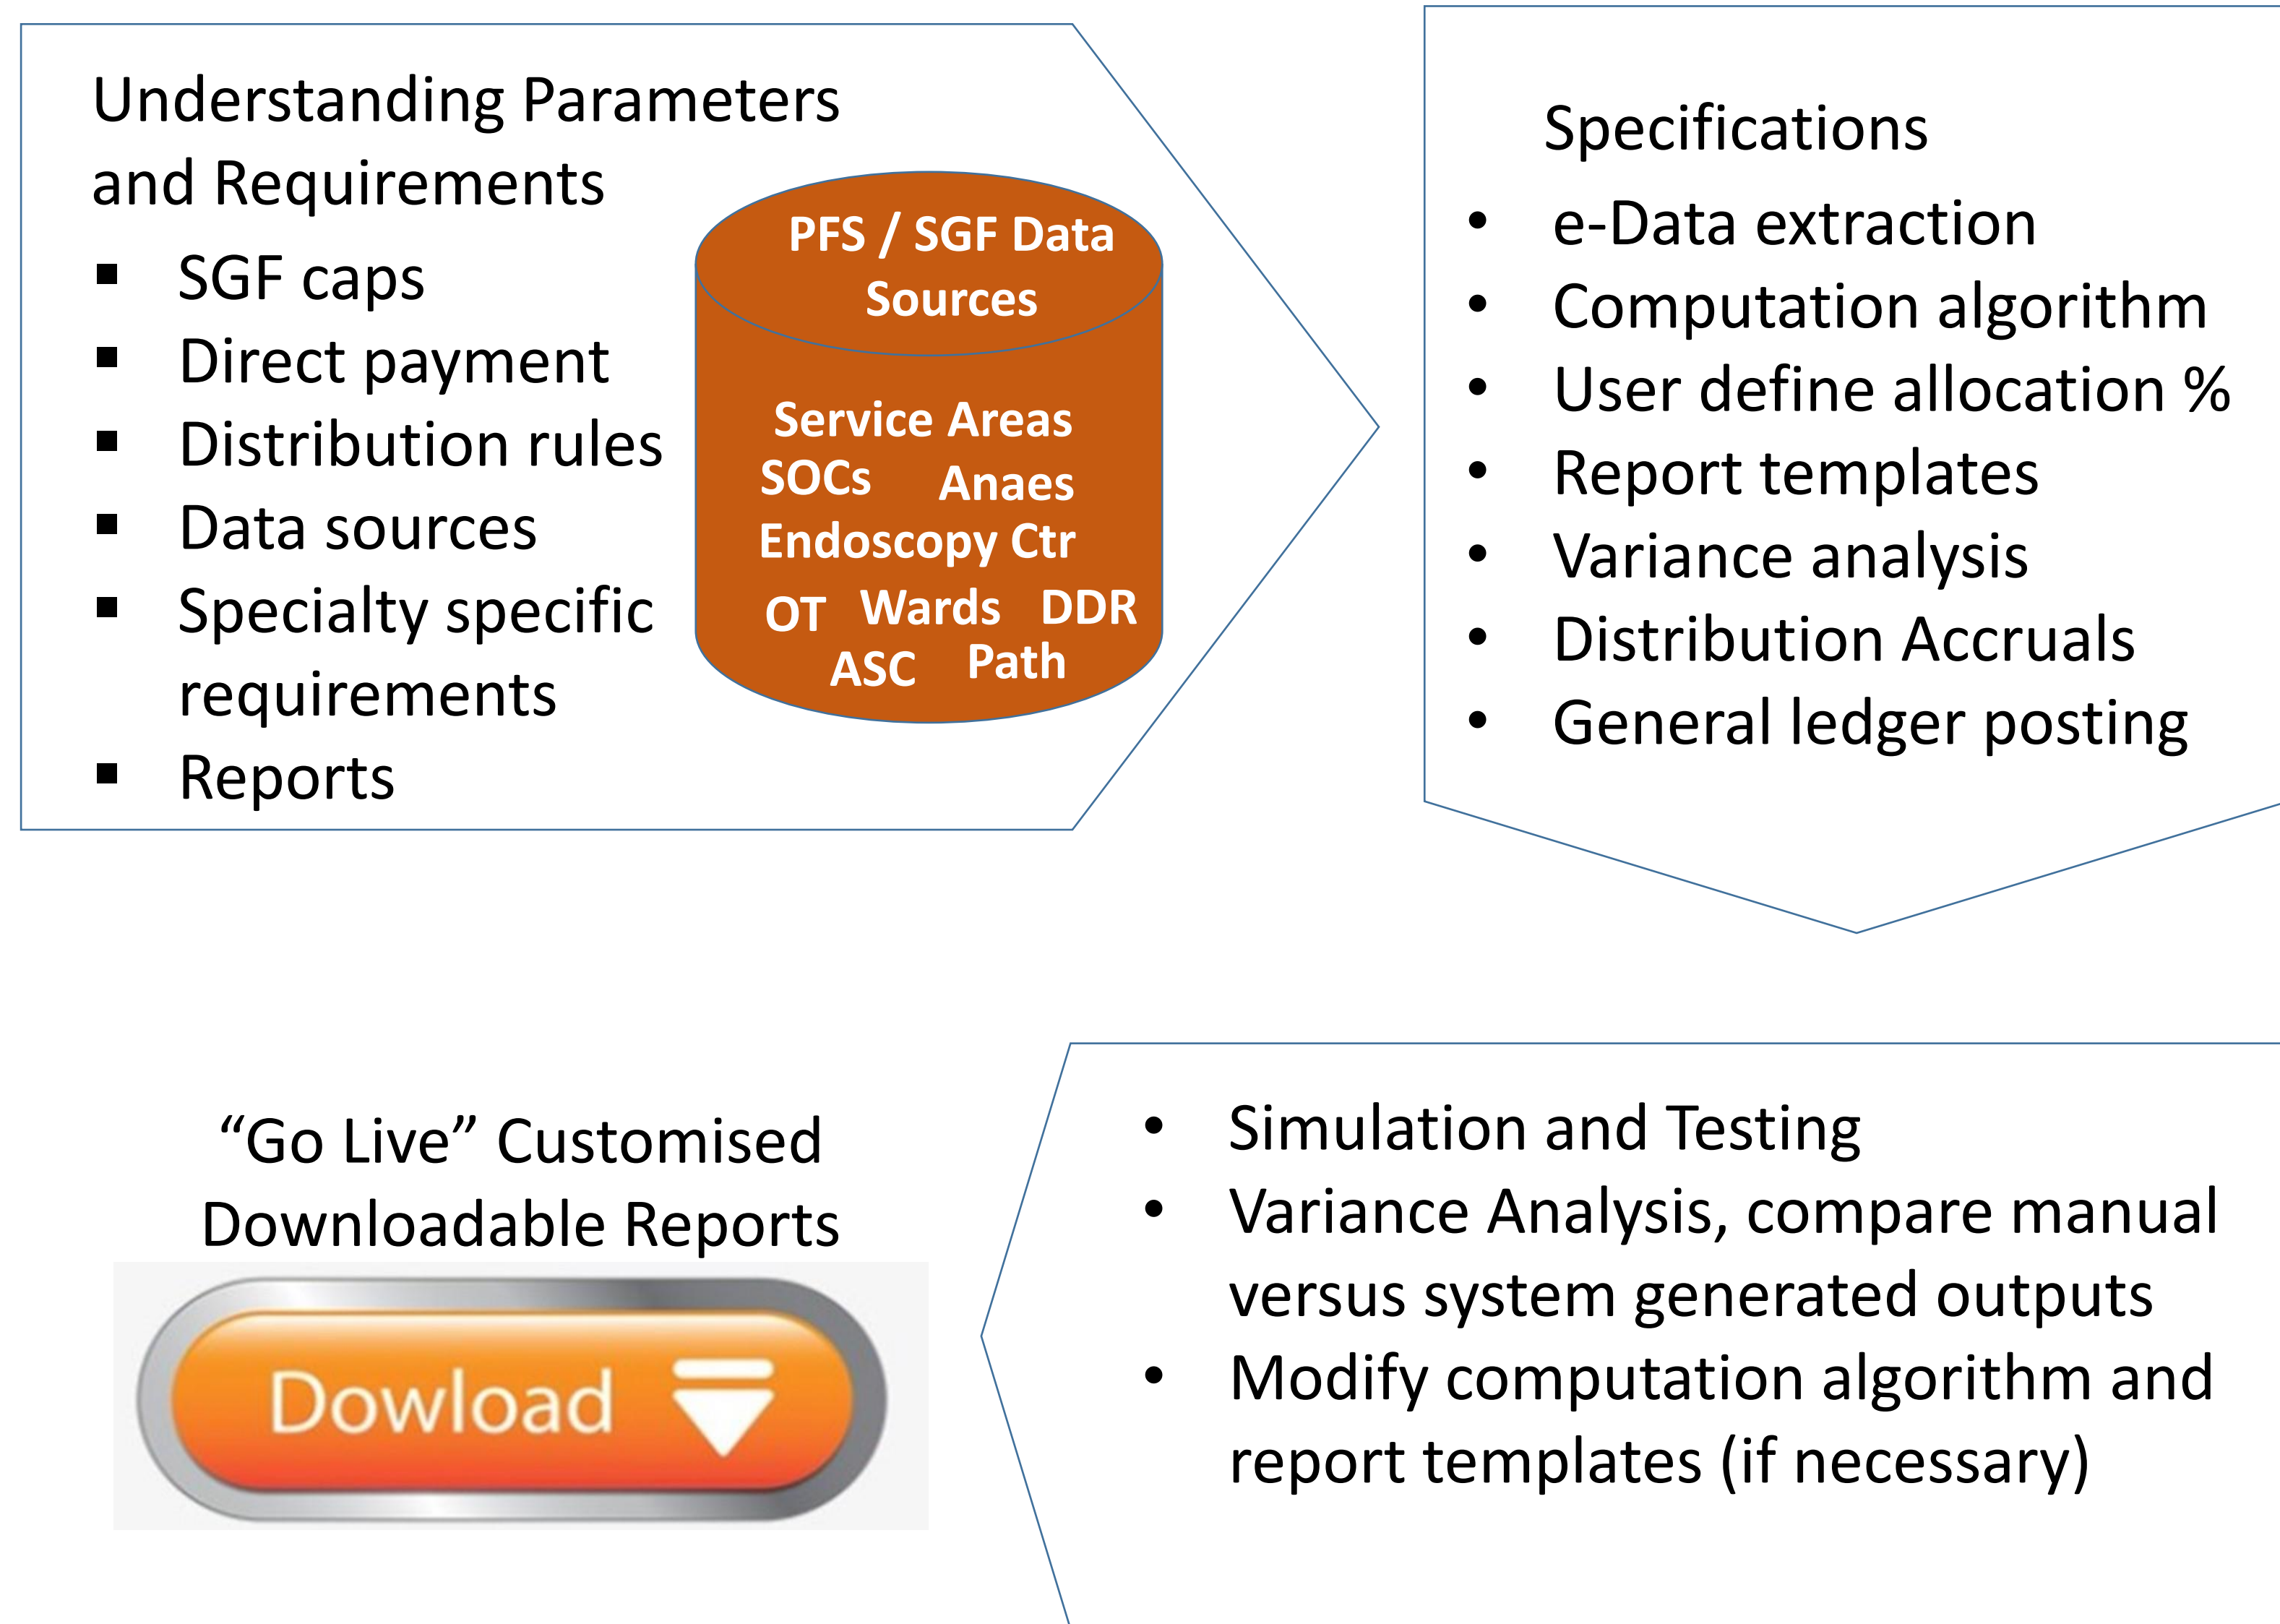 Understanding Parameters
and Requirements
▪ SGF caps
▪ Direct payment
▪ Distribution rules
▪ Data sources
▪ Specialty specific
requirements
▪ Reports
PFS / SGF Data
Sources
Service Areas
SOCs Anaes
Endoscopy Ctr
OT Wards DDR
ASC Path
Specifications
• e-Data extraction
• Computation algorithm
• User define allocation %
• Report templates
• Variance analysis
• Distribution Accruals
• General ledger posting
• Simulation and Testing
• Variance Analysis, compare manual
versus system generated outputs
• Modify computation algorithm and
report templates (if necessary)
“Go Live” Customised
Downloadable Reports
Dowload